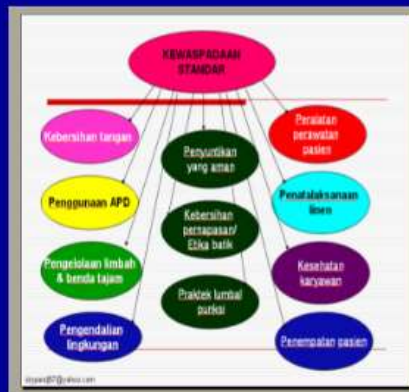 KEWASPADAAN
STANDAR
Kebersihan tangan
Penggunaan APD
Pengelolaan limbah
& benda tajam
Pengendalian
lingkungan
Penyuntikan
yang aman
Kebersihan
pernapasan/
Etika batik
Praktek lumbal
punksi
Peralatan
perawatan
pasien
Penatalaksanaan
linen
Kesehatan
karyawan
Penempatan pasien